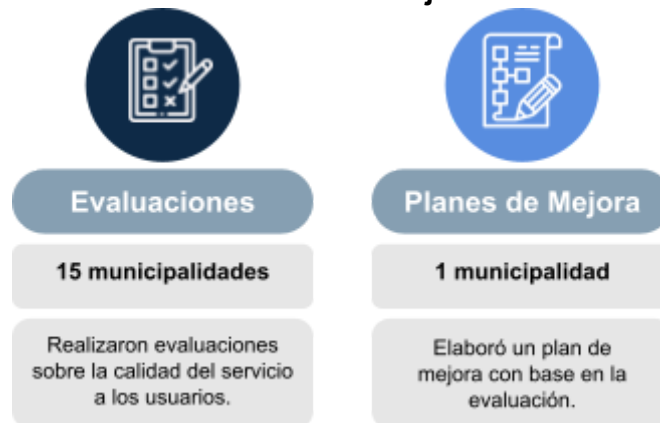 Evaluaciones
15 municipalidades
Realizaron evaluaciones
sobre la calidad del servicio
a los usuarios.
Planes de Mejora
1 municipalidad
Elaboró un plan de
mejora con base en la
evaluación.